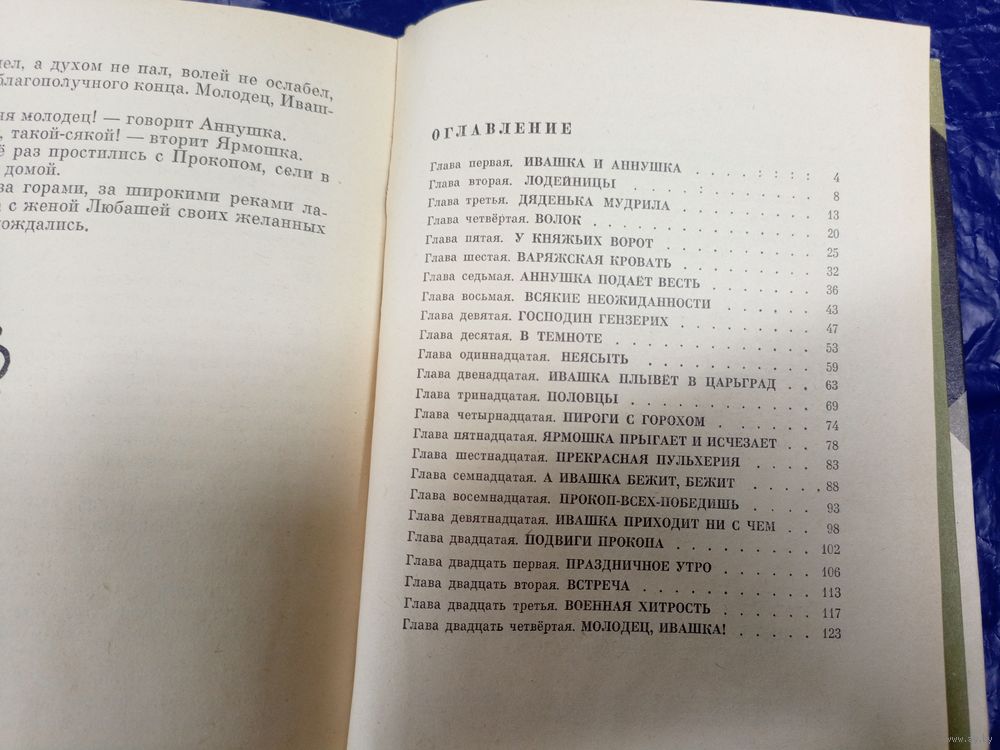 а духом не пал, волей не ослабел,
благополучного конца. Молодец, Иваш-
молодец! — говорит Аннушка.
такой-сякой! — вторит Ярмошка.
раз простились с Прокопом, сели в
домой.
за горами, за широкими реками ла-
с женой Любашей своих желанных
ОГЛАВЛЕНИЕ
Глава первая. ИВАШКА И АННУШКА . . . . : : : : 4
Глава вторая. ЛОДЕЙНИЦЫ . . . . : . . . . . 8
Глава третья. ДЯДЕНЬКА МУДРИЛА . . . . . . . 13
Глава четвёртая. ВОЛОК . . . . . . . . . . . 20
Глава пятая. У КНЯЖЬИХ ВОРОТ . . . . . . . . 25
Глава шестая. ВАРЯЖСКАЯ КРОВАТЬ . . . . . . . 32
Глава седьмая. АННУШКА ПОДАЁТ ВЕСТЬ . . . . . . 36
Глава восьмая. ВСЯКИЕ НЕОЖИДАННОСТИ . . . . . 43
Глава девятая. ГОСПОДИН ГЕНЗЕРИХ . . . . . . . 47
Глава десятая. В ТЕМНОТЕ . . . . . . . . . 53
Глава одиннадцатая. НЕЯСЫТЬ . . . . . . . . . 59
Глава двенадцатая. ИВАШКА ПЛЫВЁТ В ЦАРЬГРАД . . 63
Глава тринадцатая. ПОЛОВЦЫ . . . . . . . . . 69
Глава четырнадцатая. ПИРОГИ С ГОРОХОМ . . . . . . 74
Глава пятнадцатая. ЯРМОШКА ПРЫГАЕТ И ИСЧЕЗАЕТ . . 78
Глава шестнадцатая. ПРЕКРАСНАЯ ПУЛЬХЕРИЯ . . . . 83
Глава семнадцатая. А ИВАШКА БЕЖИТ, БЕЖИТ . . . . 88
Глава восемнадцатая. ПРОКОП-ВСЕХ-ПОБЕДИШЬ . . . . 93
Глава девятнадцатая. ИВАШКА ПРИХОДИТ НИ С ЧЕМ . . 98
Глава двадцатая. ПОДВИГИ ПРОКОПА . . . . . . . 102
Глава двадцать первая. ПРАЗДНИЧНОЕ УТРО . . . . . 106
Глава двадцать вторая. ВСТРЕЧА . . . . . . . . 113
Глава двадцать третья. ВОЕННАЯ ХИТРОСТЬ . . . . . 117
Глава двадцать четвёртая. МОЛОДЕЦ, ИВАШКА! . . . . 123